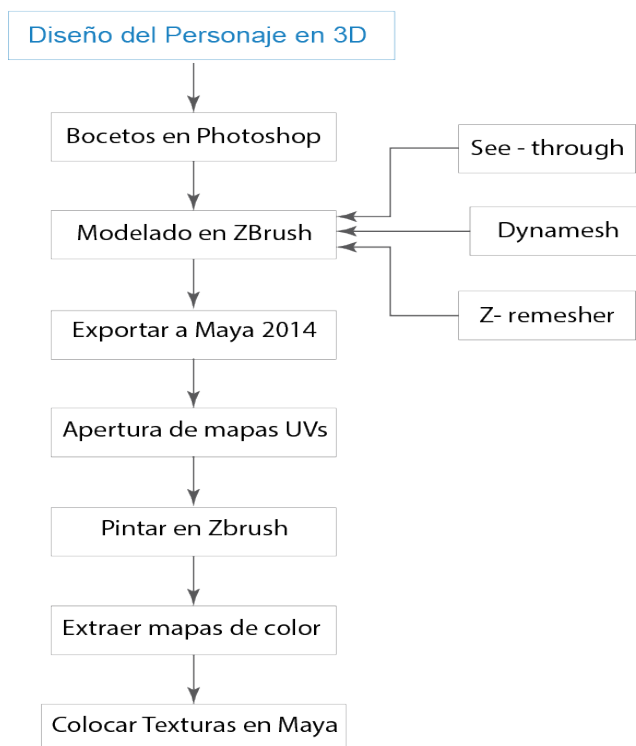 Diseño del Personaje en 3D
Bocetos en Photoshop
See - through
Modelado en ZBrush
Dynamesh
Exportar a Maya 2014
Z- remesher
Apertura de mapas UVs
Pintar en Zbrush
Extraer mapas de color
Colocar Texturas en Maya